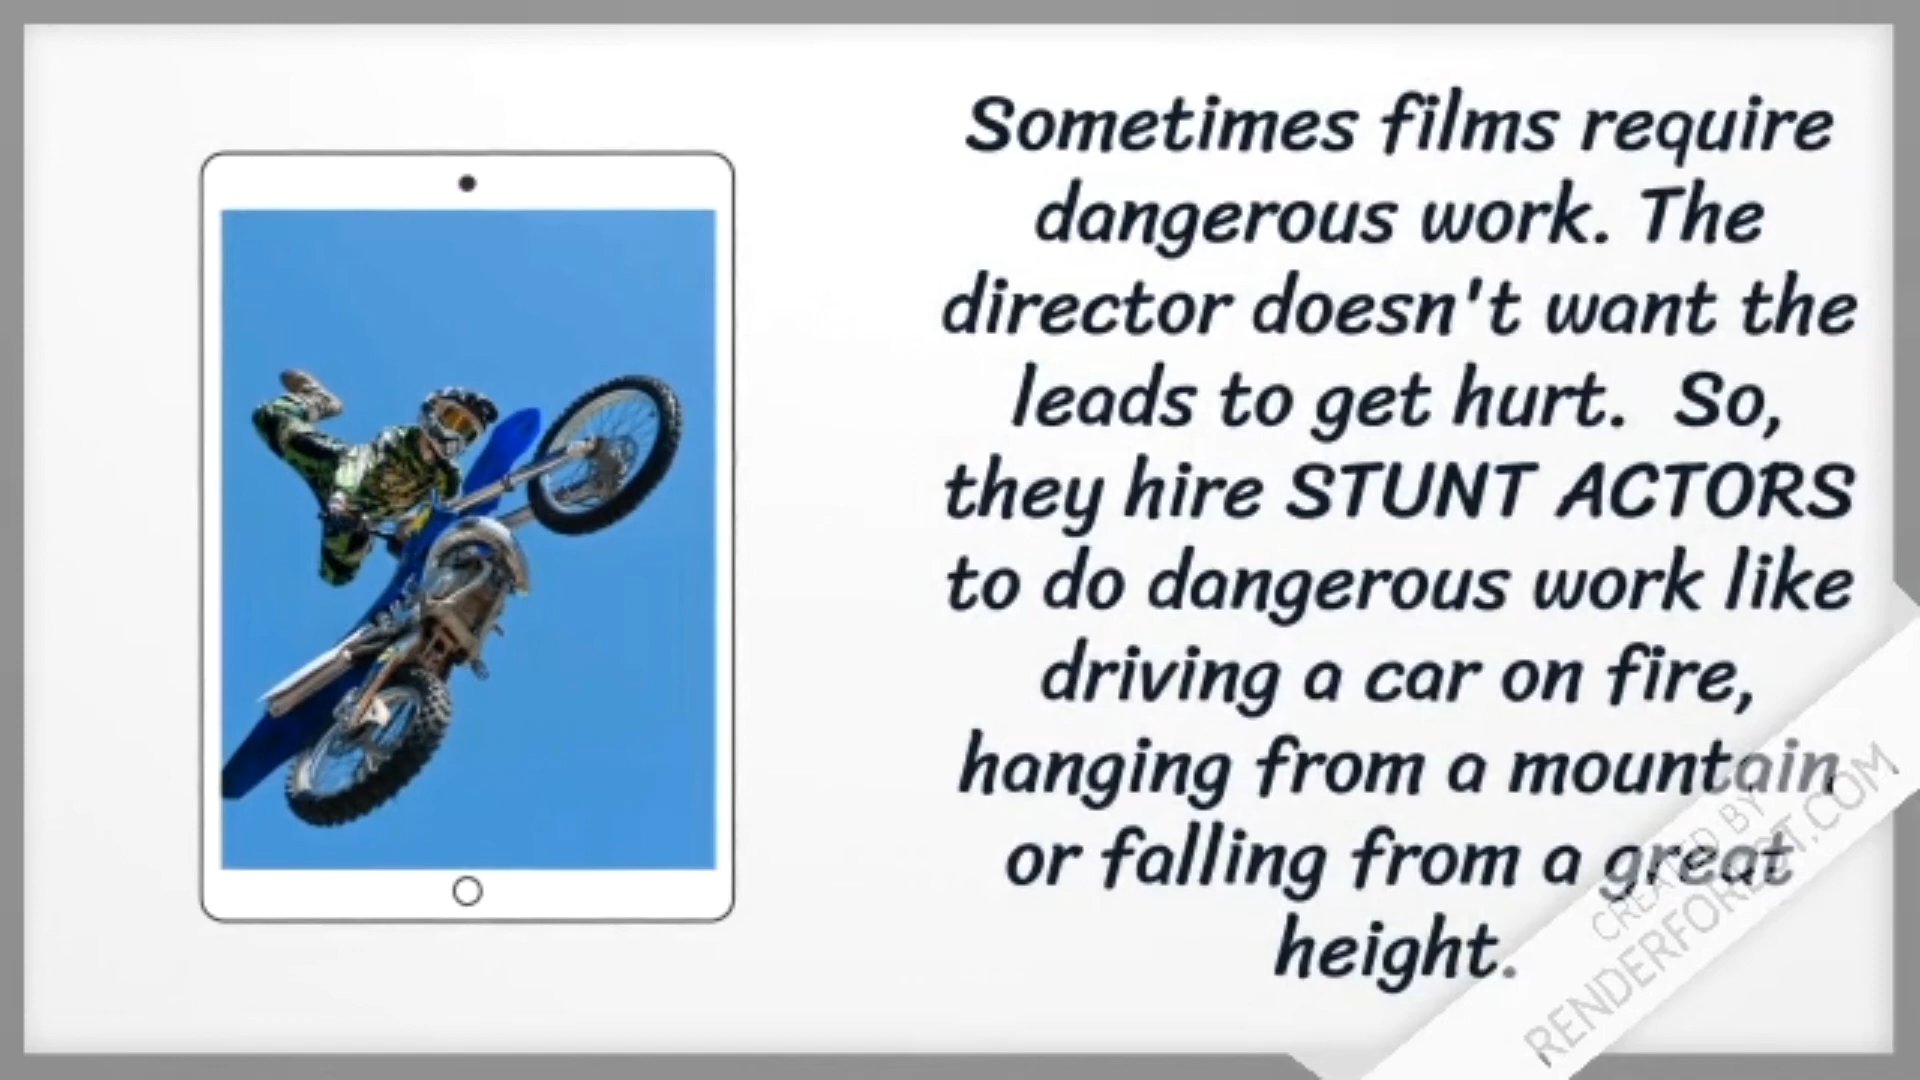 Sometimes films require
dangerous work. The
director doesn't want the
leads to get hurt.  So,
they hire STUNT ACTORS
to do dangerous work like
driving a car on fire,
hanging from a mountain
or falling from a great
height.
CREATED BY
RENDERFOREST.COM